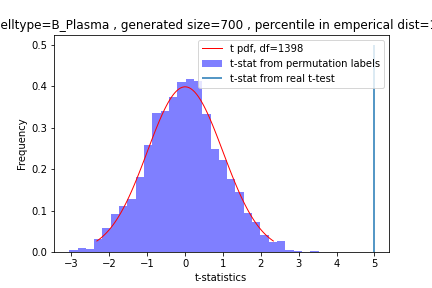 elltype=B_Plasma , generated size=700 , percentile in emperical dist=1
t pdf, df=1398
t-stat from permutation labels
t-stat from real t-test
Frequency
0.5
0.4
0.3
0.2
0.1
0.0
−3 −2 −1 0 1 2 3 4 5
t-statistics